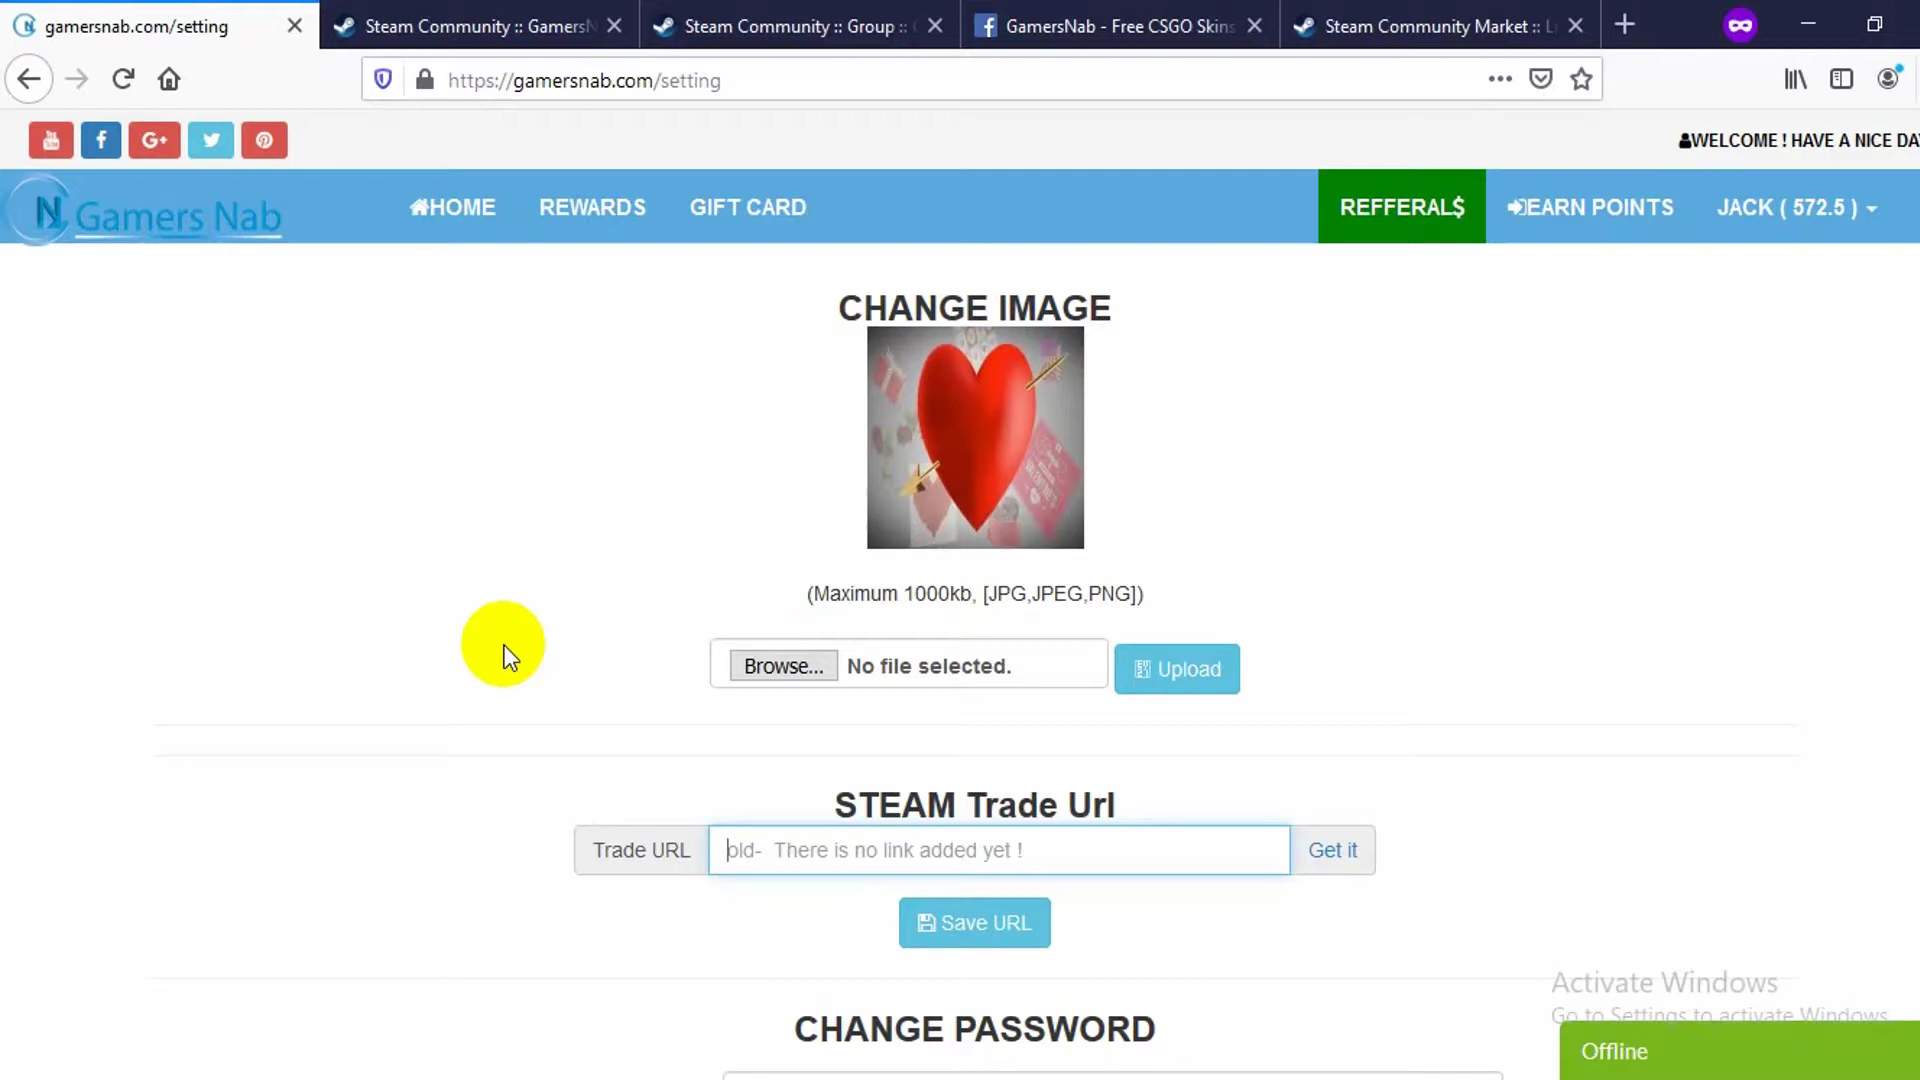 gamersnab.com/setting
Steam Community :: GamersN
Steam Community :: Group ::
GamersNab - Free CSGO Skins
Steam Community Market :: L
https://gamersnab.com/setting
G+
WELCOME ! HAVE A NICE DA
Gamers Nab
HOME
REWARDS
GIFT CARD
REFFERAL$
EARN POINTS
JACK ( 572.5 )
CHANGE IMAGE
(Maximum 1000kb, [JPG,JPEG,PNG])
Browse...
No file selected.
Upload
STEAM Trade Url
Trade URL
old- There is no link added yet !
Get it
Save URL
Activate Windows
Go to Settings to activate Windows.
CHANGE PASSWORD
Offline